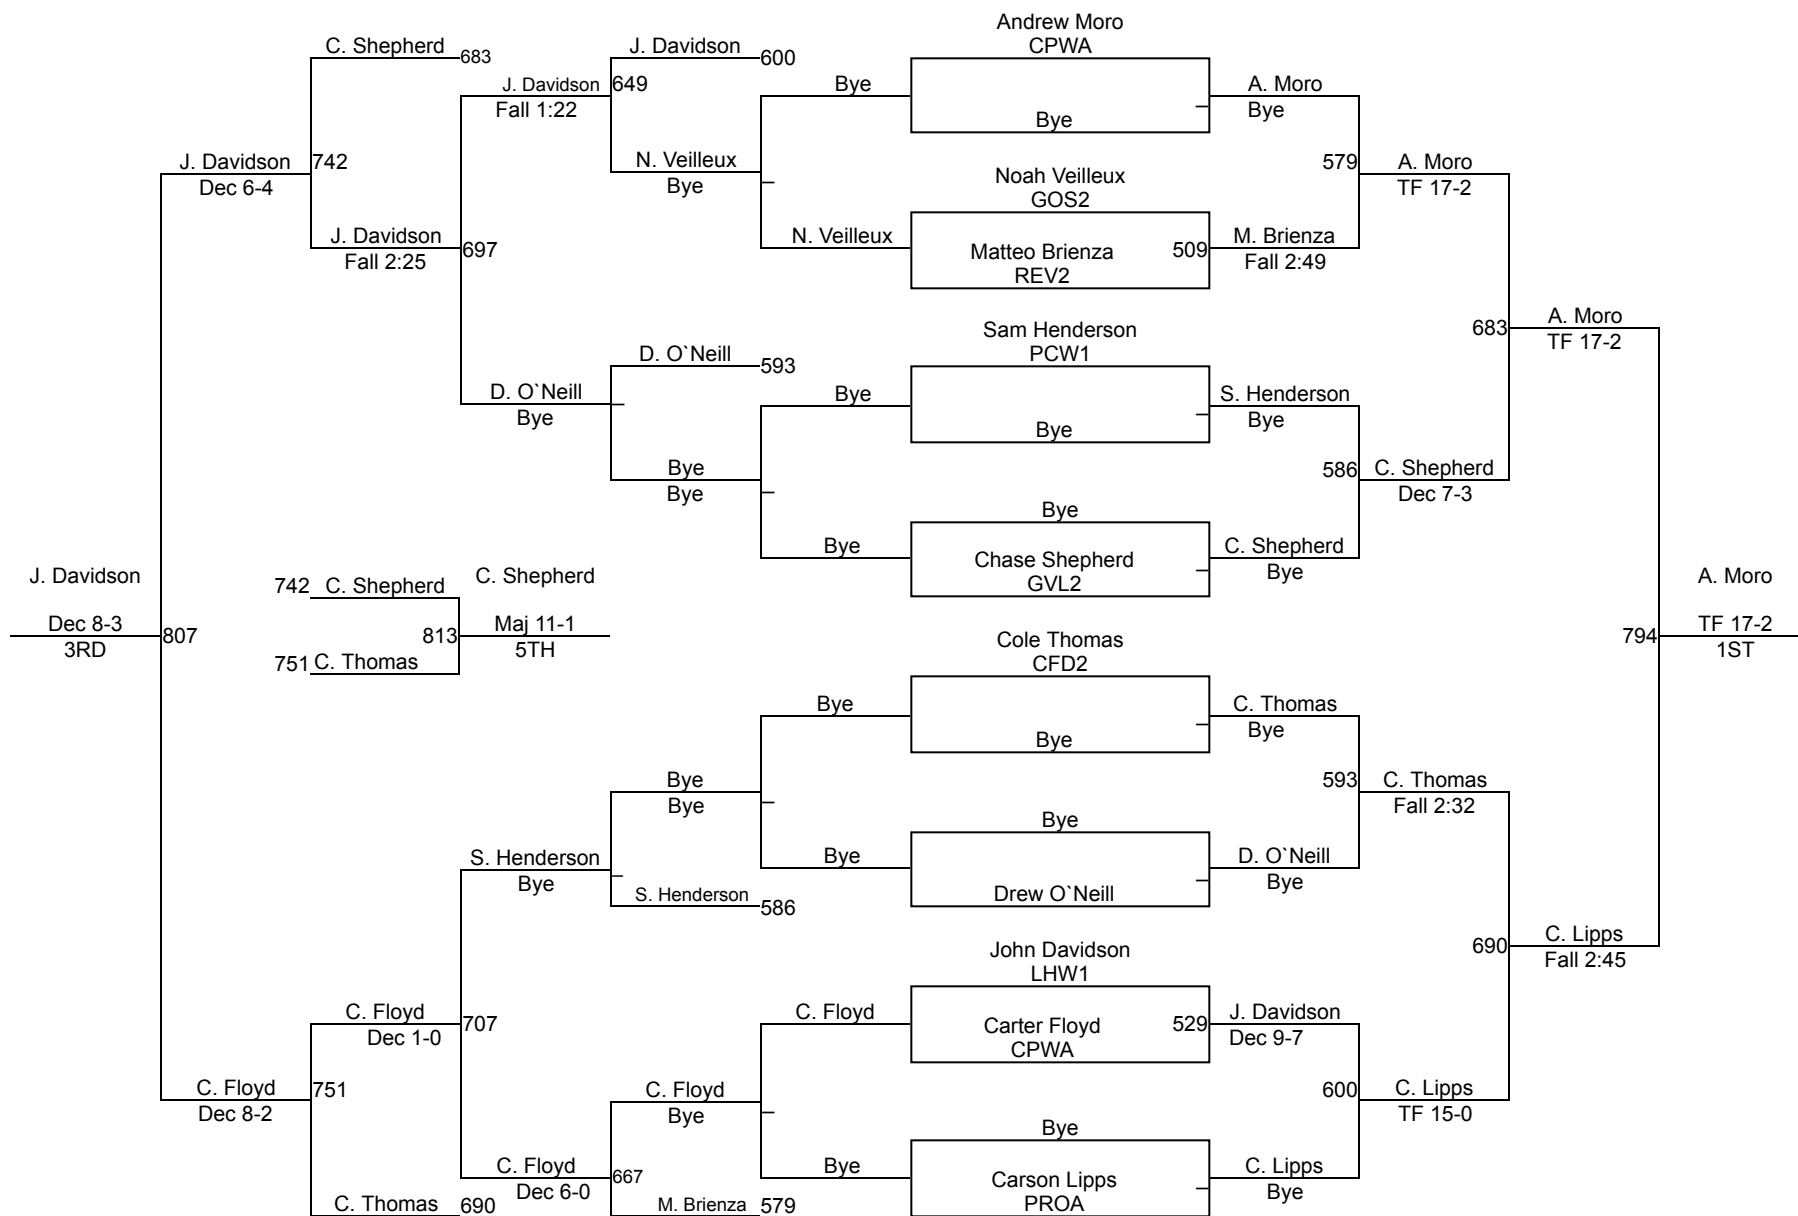 Andrew Moro
CPWA
C. Shepherd 683
J. Davidson 600
J. Davidson 649
Fall 1:22
Bye
Bye
A. Moro
Bye
J. Davidson 742
Dec 6-4
N. Veilleux
Bye
Noah Veilleux
GOS2
579 A. Moro
TF 17-2
J. Davidson 697
Fall 2:25
N. Veilleux
Matteo Brienza 509
REV2
M. Brienza
Fall 2:49
Sam Henderson
PCW1
683 A. Moro
TF 17-2
D. O`Neill 593
D. O`Neill
Bye
Bye
Bye
S. Henderson
Bye
Bye
Bye
586 C. Shepherd
Dec 7-3
Bye
Bye
Chase Shepherd
GVL2
C. Shepherd
Bye
J. Davidson
Dec 8-3 807
3RD
742 C. Shepherd
751 C. Thomas
813
C. Shepherd
Maj 11-1
5TH
A. Moro
794 TF 17-2
1ST
Cole Thomas
CFD2
Bye
Bye
C. Thomas
Bye
Bye
Bye
593 C. Thomas
Fall 2:32
Bye
S. Henderson
Bye
Bye
Drew O`Neill
D. O`Neill
Bye
S. Henderson 586
John Davidson
LHW1
690 C. Lipps
Fall 2:45
C. Floyd 707
Dec 1-0
C. Floyd
Carter Floyd 529
CPWA
J. Davidson
Dec 9-7
C. Floyd 751
Dec 8-2
C. Floyd
Bye
600 C. Lipps
TF 15-0
Bye
C. Floyd 667
Dec 6-0
Bye
Carson Lipps
PROA
C. Lipps
Bye
C. Thomas 690
M. Brienza 579